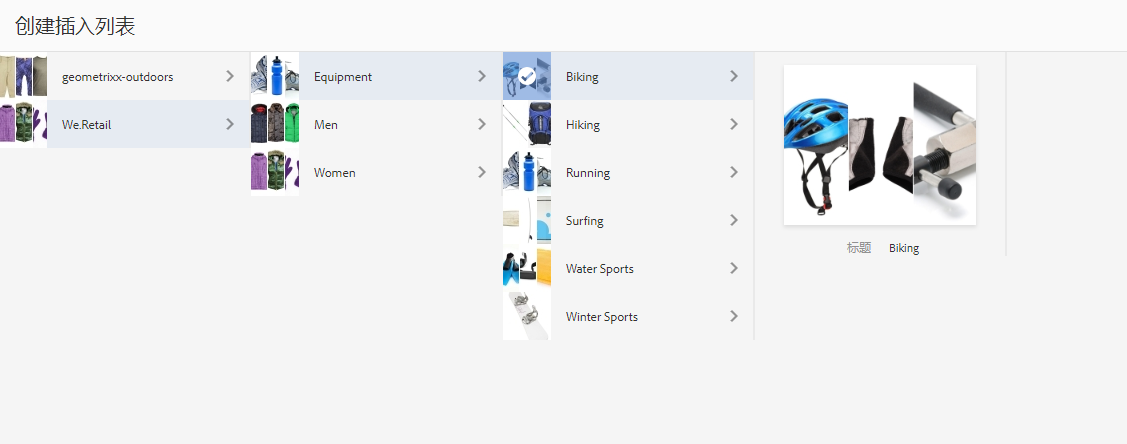 创建插入列表
geometrixx-outdoors
We.Retail
Equipment
Men
Women
Biking
Hiking
Running
Surfing
Water Sports
Winter Sports
标题 Biking